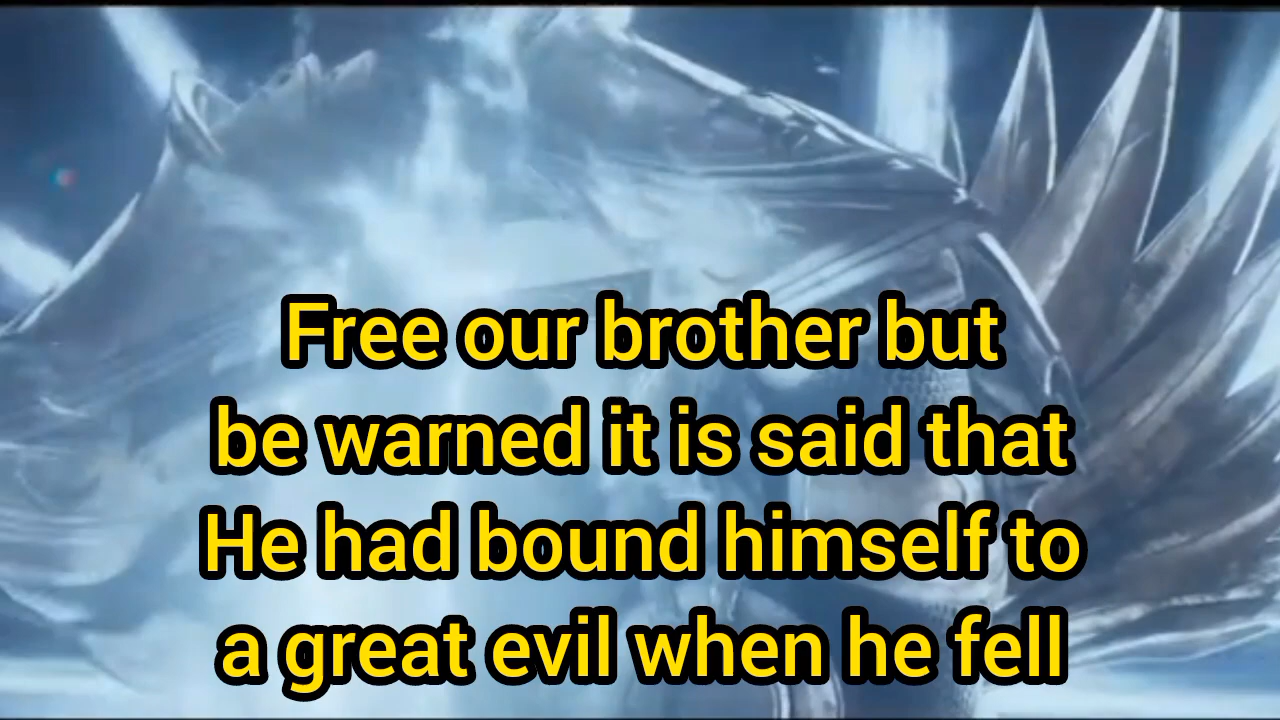 Free our brother but
be warned it is said that
He had bound himself to
a great evil when he fell